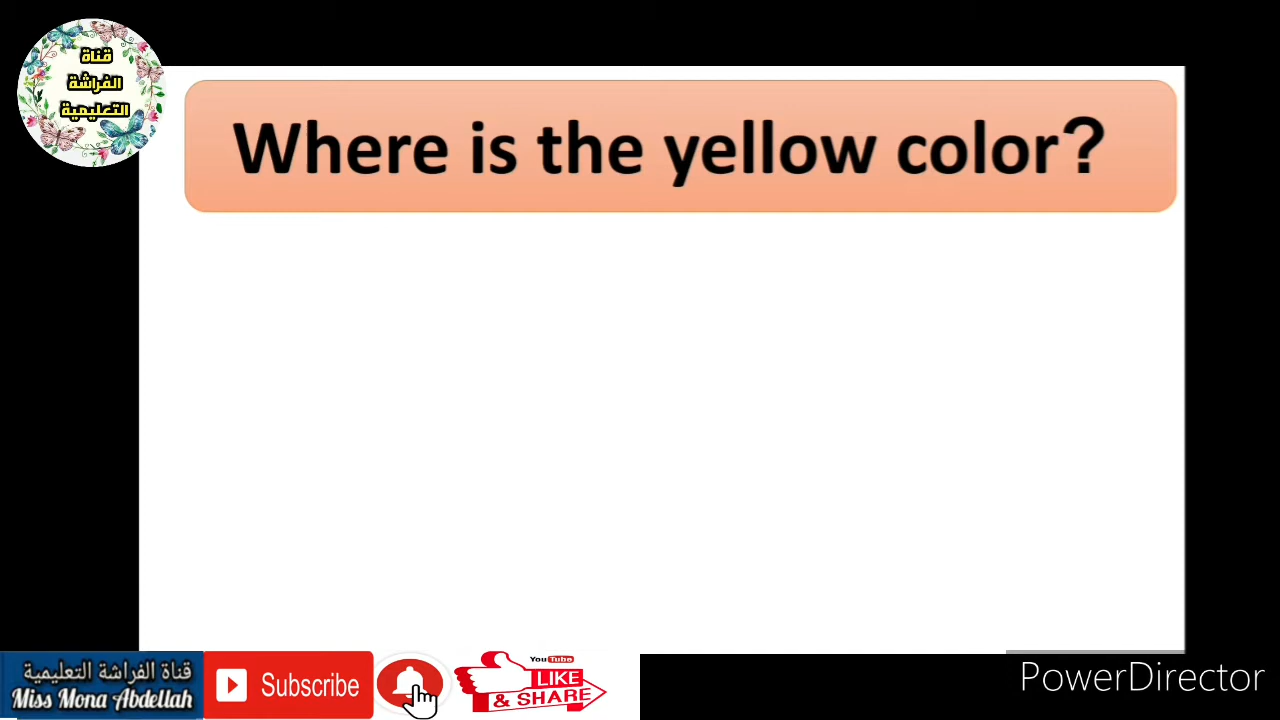 قناة
الفراشة
التعليمية
Where is the yellow color?
قناة الفراشة التعليمية
Miss Mona Abdellah
Subscribe
YouTube
LIKE
& SHARE
PowerDirector